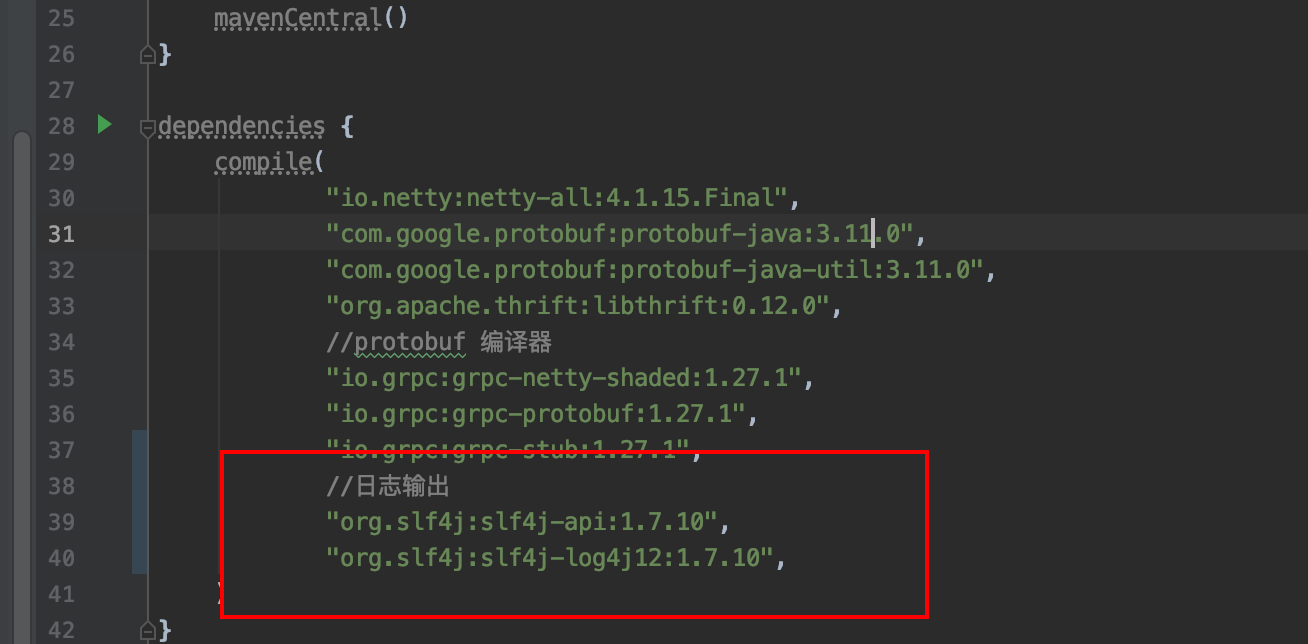 25 mavenCentral()
26 }
27
28 dependencies {
29 compile(
30 "io.netty:netty-all:4.1.15.Final",
31 "com.google.protobuf:protobuf-java:3.11.0",
32 "com.google.protobuf:protobuf-java-util:3.11.0",
33 "org.apache.thrift:libthrift:0.12.0",
34 //protobuf 编译器
35 "io.grpc:grpc-netty-shaded:1.27.1",
36 "io.grpc:grpc-protobuf:1.27.1",
37 "io.grpc:grpc-stub:1.27.1",
38 //日志输出
39 "org.slf4j:slf4j-api:1.7.10",
40 "org.slf4j:slf4j-log4j12:1.7.10",
41 )
42 }